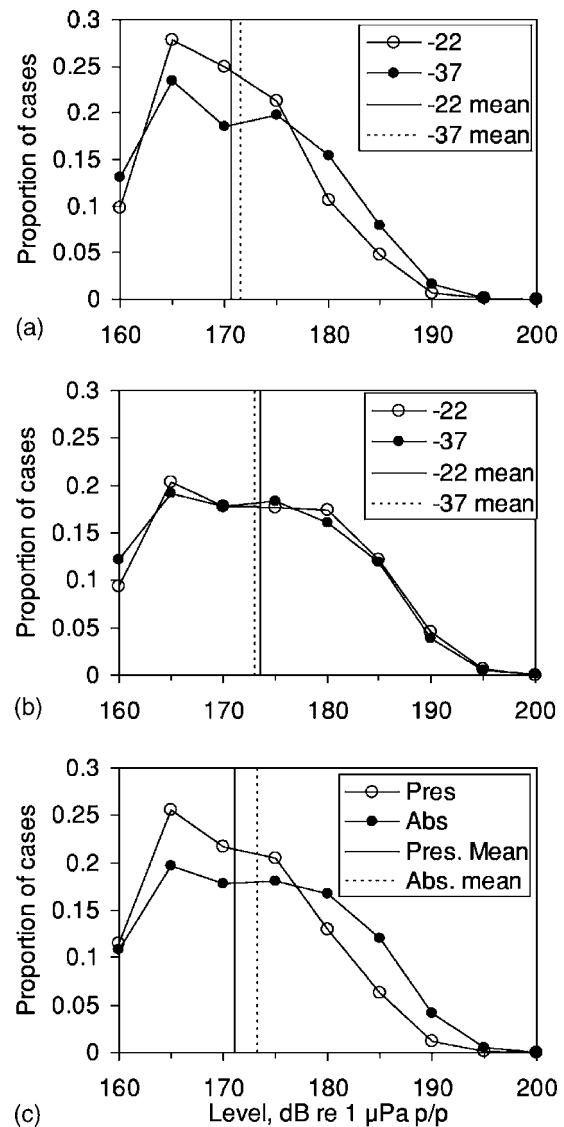 0.3
0.25
0.2
0.15
0.1
0.05
0
Proportion of cases
-22
-37
-22 mean
-37 mean
160 170 180 190 200
(a)
0.3
0.25
0.2
0.15
0.1
0.05
0
Proportion of cases
-22
-37
-22 mean
-37 mean
160 170 180 190 200
(b)
0.3
0.25
0.2
0.15
0.1
0.05
0
Proportion of cases
Pres
Abs
Pres. Mean
Abs. mean
160 170 180 190 200
(c)
Level, dB re 1 µPa p/p